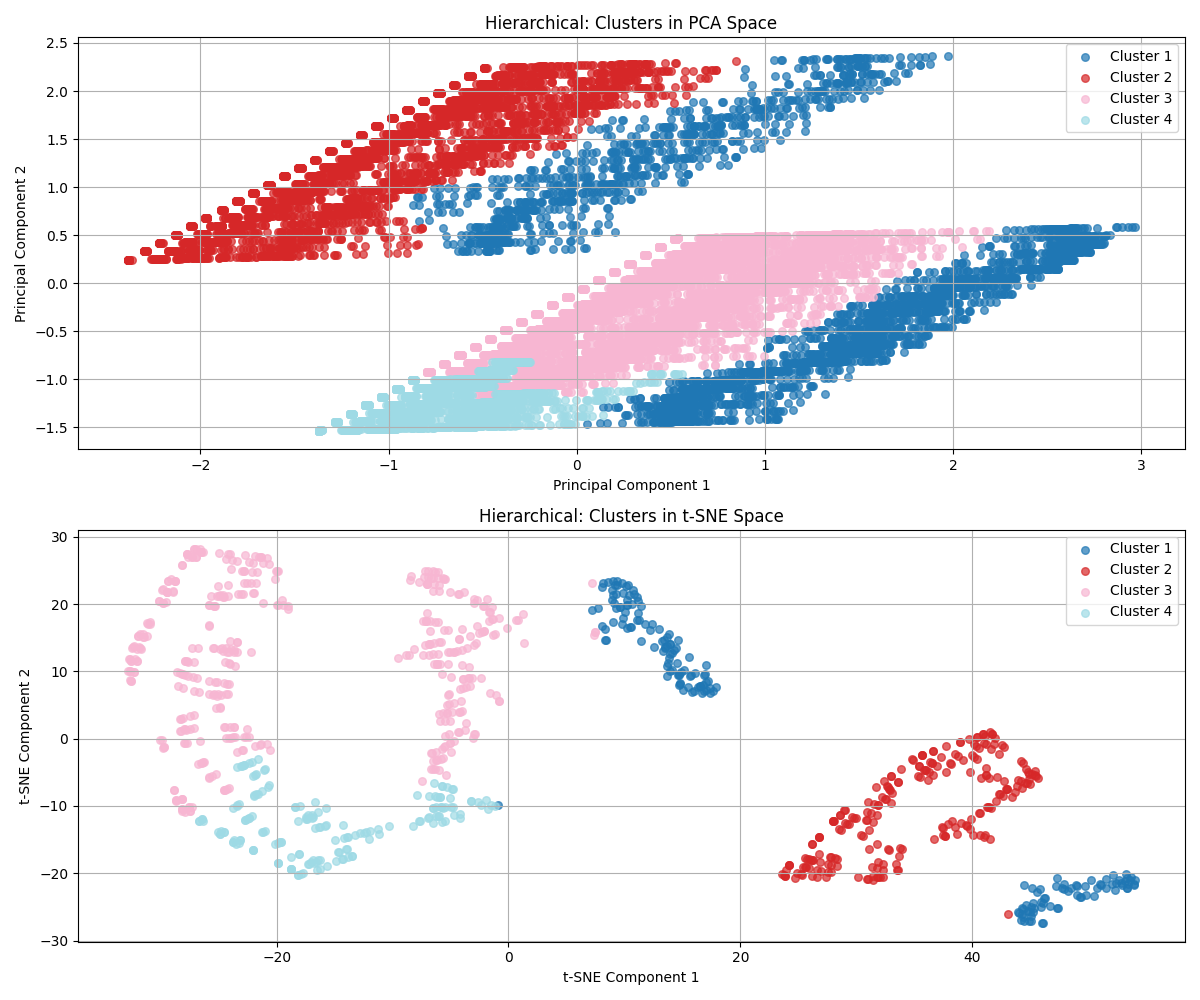 Hierarchical: Clusters in PCA Space
Principal Component 2
2.5
2.0
1.5
1.0
0.5
0.0
−0.5
−1.0
−1.5
Cluster 1
Cluster 2
Cluster 3
Cluster 4
−2
−1
0
1
2
3
Principal Component 1
Hierarchical: Clusters in t-SNE Space
t-SNE Component 2
30
20
10
0
−10
−20
−30
Cluster 1
Cluster 2
Cluster 3
Cluster 4
−20
0
20
40
t-SNE Component 1